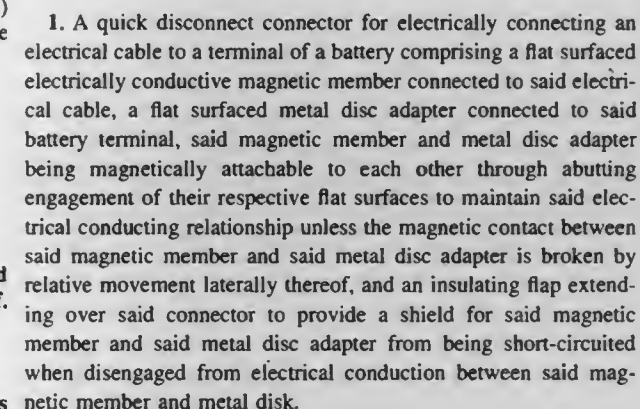 1. A quick disconnect connector for electrically connecting an
electrical cable to a terminal of a battery comprising a flat surfaced
electrically conductive magnetic member connected to said electri-
cal cable, a flat surfaced metal disc adapter connected to said
battery terminal, said magnetic member and metal disc adapter
being magnetically attachable to each other through abutting
engagement of their respective flat surfaces to maintain said elec-
trical conducting relationship unless the magnetic contact between
said magnetic member and said metal disc adapter is broken by
relative movement laterally thereof, and an insulating flap extend-
ing over said connector to provide a shield for said magnetic
member and said metal disc adapter from being short-circuited
when disengaged from electrical conduction between said mag-
netic member and metal disk.